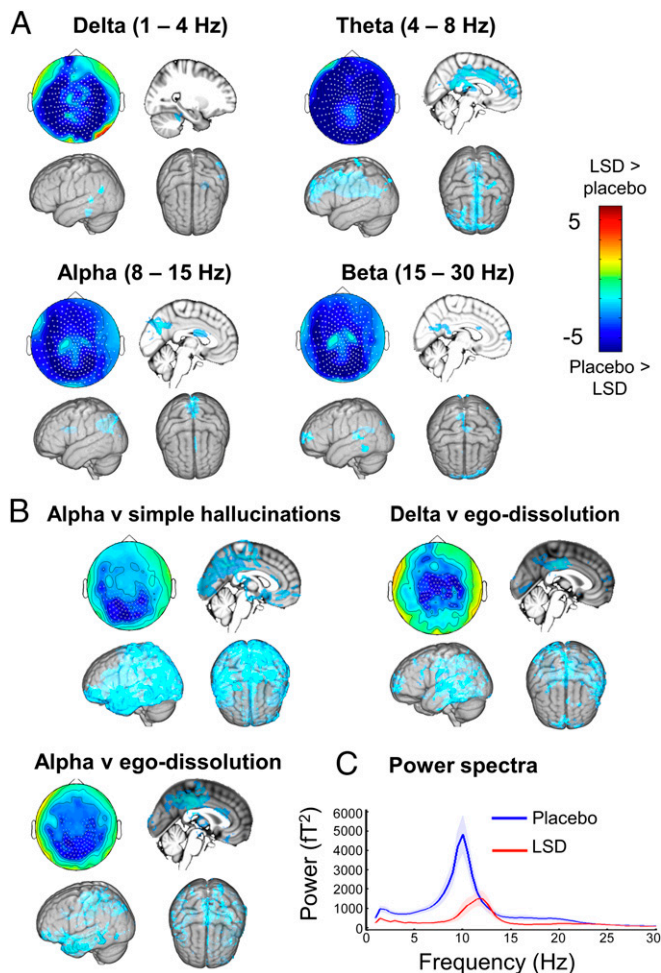 A
Delta (1 – 4 Hz)
Theta (4 – 8 Hz)
LSD >
placebo
5
-5
Placebo >
LSD
Alpha (8 – 15 Hz)
Beta (15 – 30 Hz)
B
Alpha v simple hallucinations
Delta v ego-dissolution
Alpha v ego-dissolution
C Power spectra
Power (fT²)
6000
5000
4000
3000
2000
1000
0
Placebo
LSD
0 5 10 15 20 25 30
Frequency (Hz)